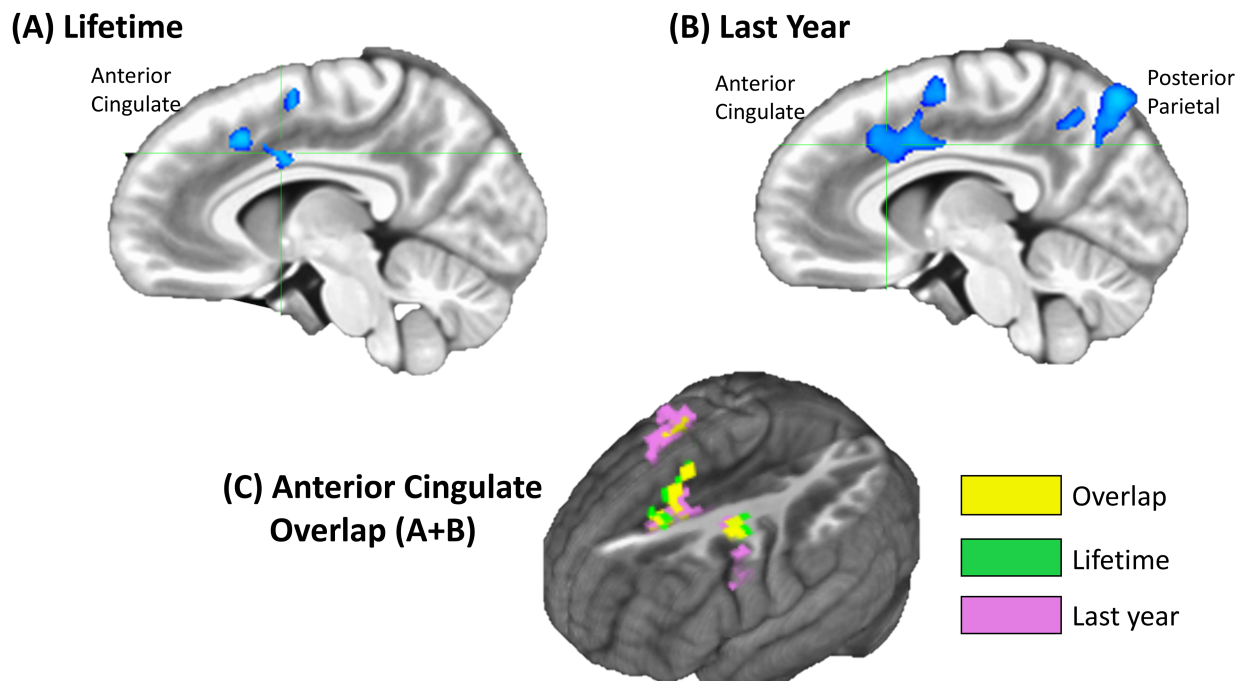 (A) Lifetime
Anterior
Cingulate
(B) Last Year
Anterior
Cingulate
Posterior
Parietal
(C) Anterior Cingulate
Overlap (A+B)
Overlap
Lifetime
Last year